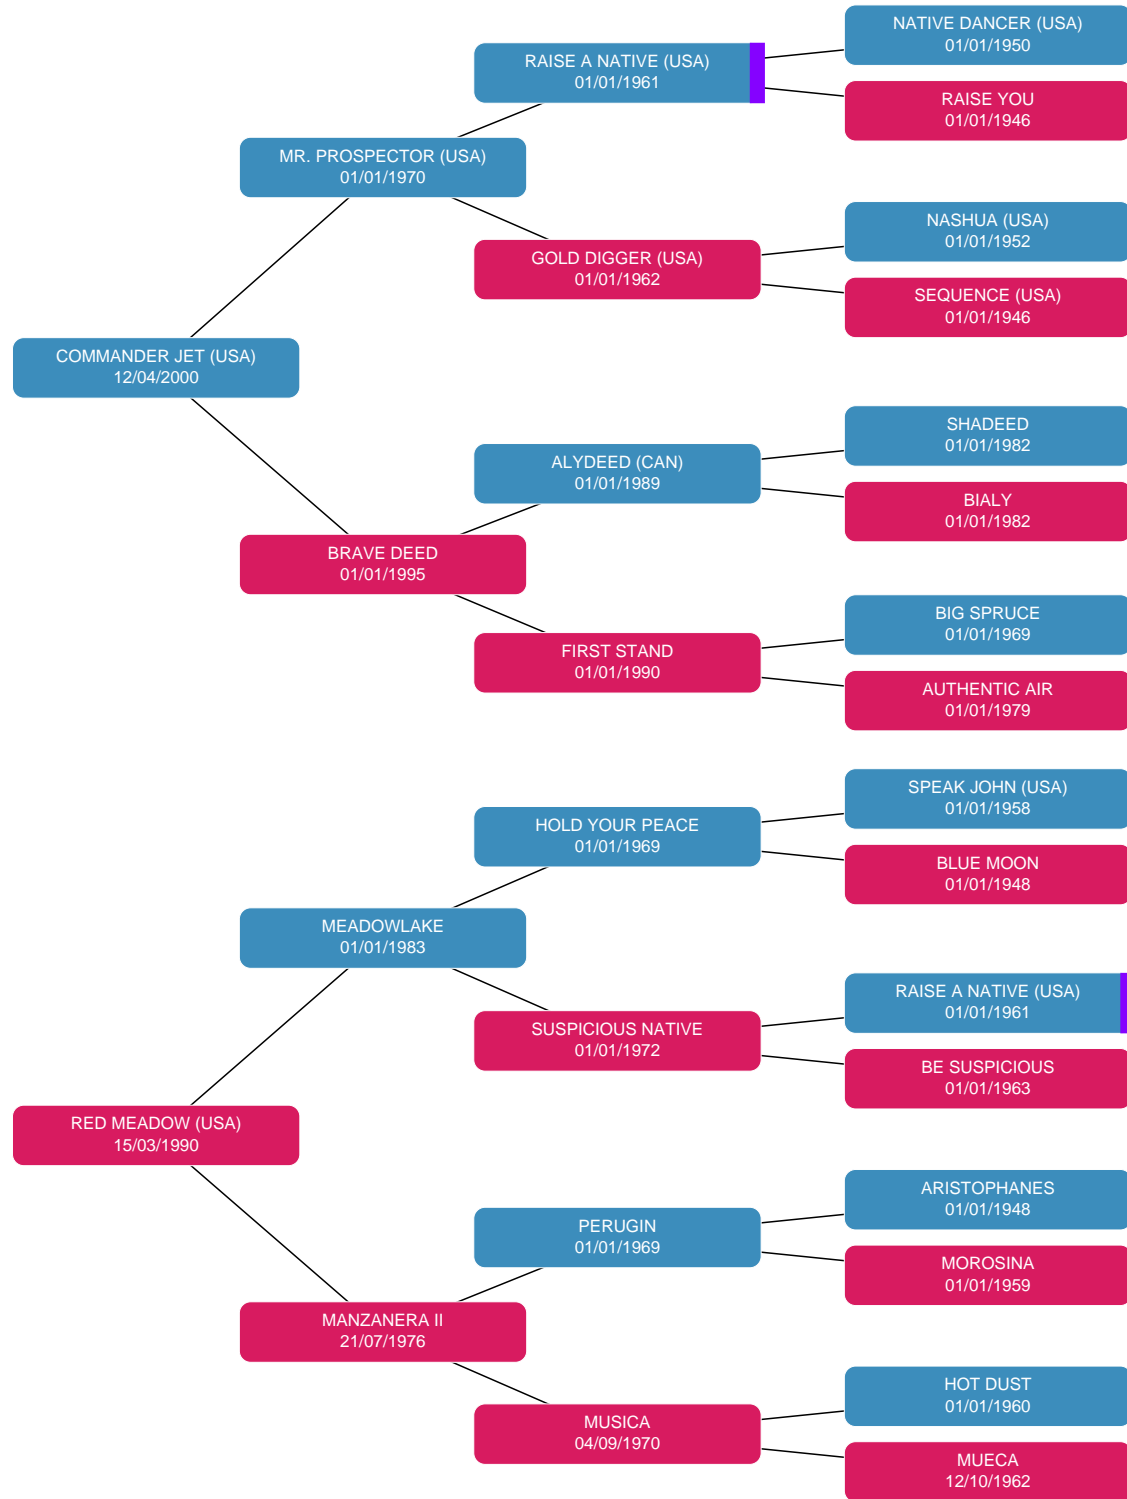 NATIVE DANCER (USA)
01/01/1950
RAISE A NATIVE (USA)
01/01/1961
RAISE YOU
01/01/1946
MR. PROSPECTOR (USA)
01/01/1970
NASHUA (USA)
01/01/1952
GOLD DIGGER (USA)
01/01/1962
SEQUENCE (USA)
01/01/1946
COMMANDER JET (USA)
12/04/2000
SHADEED
01/01/1982
ALYDEED (CAN)
01/01/1989
BIALY
01/01/1982
BRAVE DEED
01/01/1995
BIG SPRUCE
01/01/1969
FIRST STAND
01/01/1990
AUTHENTIC AIR
01/01/1979
SPEAK JOHN (USA)
01/01/1958
HOLD YOUR PEACE
01/01/1969
BLUE MOON
01/01/1948
MEADOWLAKE
01/01/1983
RAISE A NATIVE (USA)
01/01/1961
SUSPICIOUS NATIVE
01/01/1972
BE SUSPICIOUS
01/01/1963
RED MEADOW (USA)
15/03/1990
ARISTOPHANES
01/01/1948
PERUGIN
01/01/1969
MOROSINA
01/01/1959
MANZANERA II
21/07/1976
HOT DUST
01/01/1960
MUSICA
04/09/1970
MUECA
12/10/1962